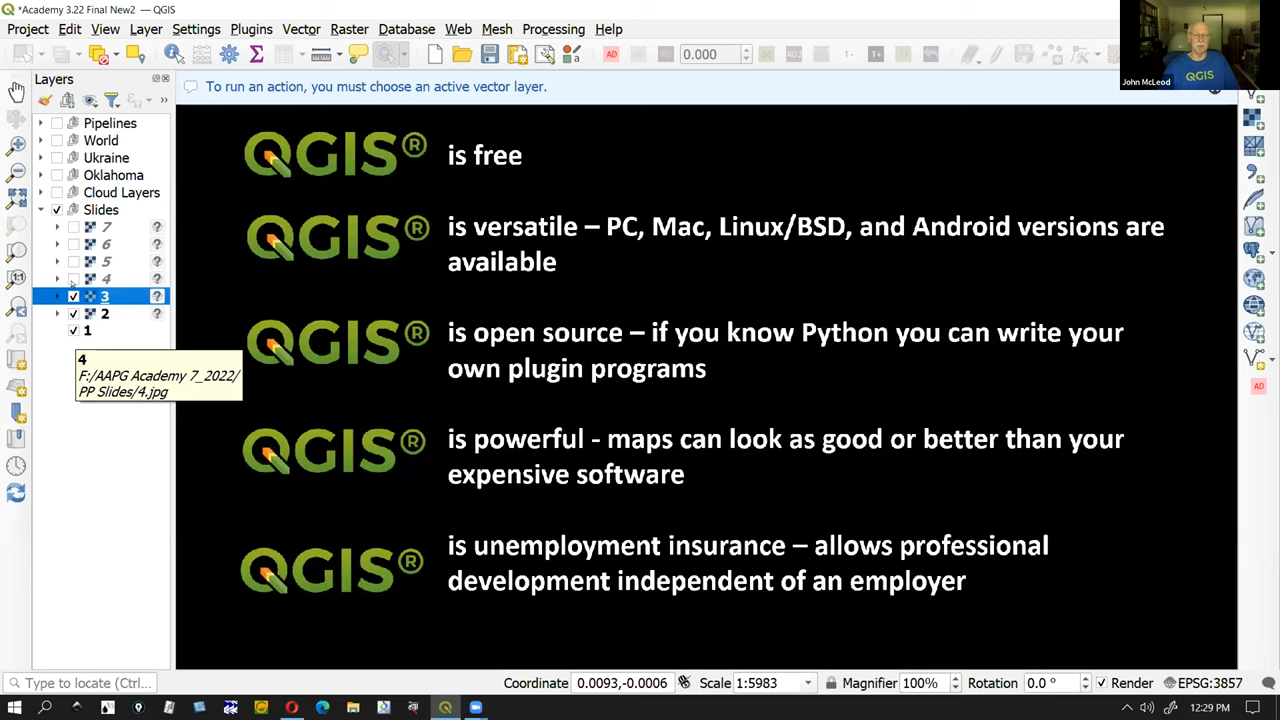 *Academy 3.22 Final New2 — QGIS
Project Edit View Layer Settings Plugins Vector Raster Database Web Mesh Processing Help
0.000
Layers
To run an action, you must choose an active vector layer.
John McLeod
QGIS
Pipelines
World
Ukraine
Oklahoma
Cloud Layers
Slides
7
6
5
4
3
2
1
4
F:/AAPG Academy 7_2022/
PP Slides/4.jpg
QGIS® is free
QGIS® is versatile – PC, Mac, Linux/BSD, and Android versions are
available
QGIS® is open source – if you know Python you can write your
own plugin programs
QGIS® is powerful - maps can look as good or better than your
expensive software
QGIS® is unemployment insurance – allows professional
development independent of an employer
Type to locate (Ctrl... Coordinate 0.0093,-0.0006 Scale 1:5983 Magnifier 100% Rotation 0.0 ° Render EPSG:3857
12:29 PM